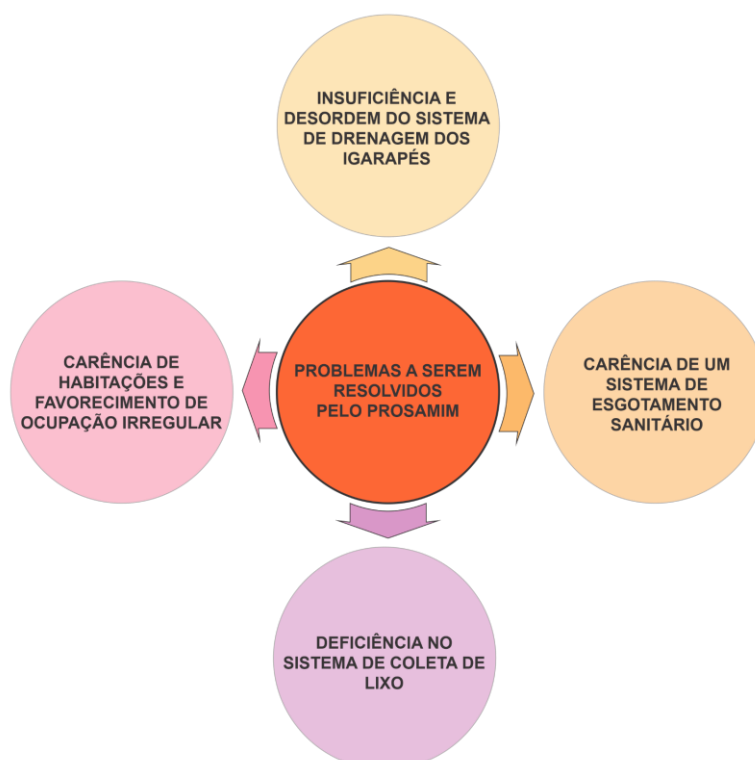 INSUFICIÊNCIA E
DESORDEM DO SISTEMA
DE DRENAGEM DOS
IGARAPÉS
CARÊNCIA DE
HABITAÇÕES E
FAVORECIMENTO DE
OCUPAÇÃO IRREGULAR
PROBLEMAS A SEREM
RESOLVIDOS
PELO PROSAMIM
CARÊNCIA DE UM
SISTEMA DE
ESGOTAMENTO
SANITÁRIO
DEFICIÊNCIA NO
SISTEMA DE COLETA DE
LIXO